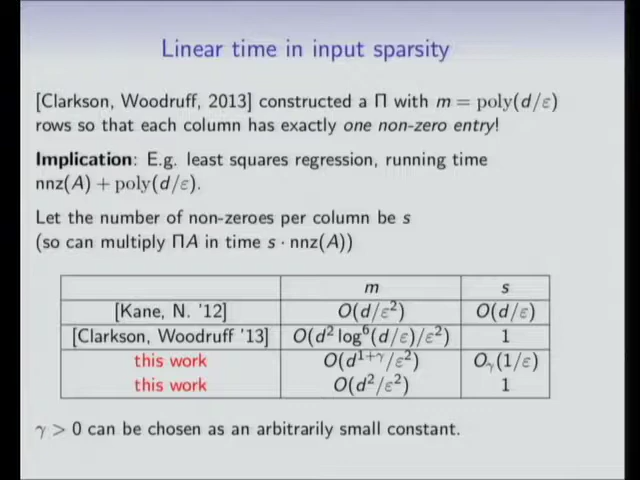 Linear time in input sparsity
[Clarkson, Woodruff, 2013] constructed a Π with m = poly(d/ε)
rows so that each column has exactly one non-zero entry!
Implication: E.g. least squares regression, running time
nnz(A) + poly(d/ε).
Let the number of non-zeroes per column be s
(so can multiply ΠA in time s · nnz(A))
m s
[Kane, N. '12] O(d/ε²) O(d/ε)
[Clarkson, Woodruff '13] O(d² log⁶(d/ε)/ε²) 1
this work O(d¹⁺ᵞ/ε²) Oᵧ(1/ε)
this work O(d²/ε²) 1
γ > 0 can be chosen as an arbitrarily small constant.